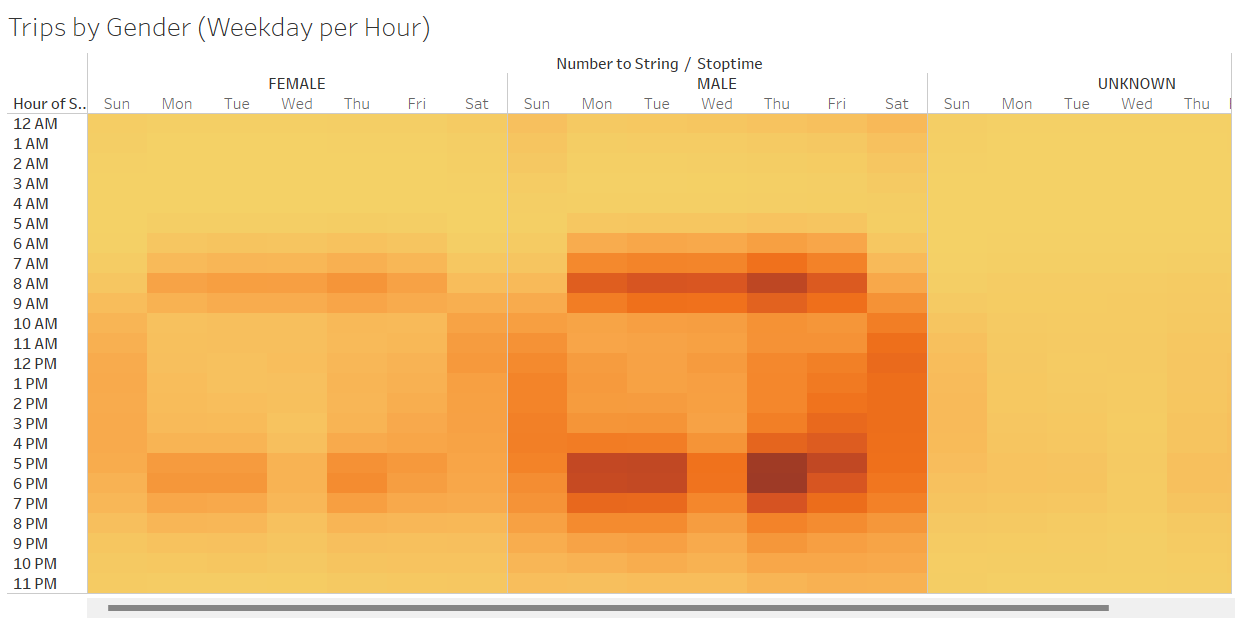 Trips by Gender (Weekday per Hour)
Number to String / Stoptime
FEMALE MALE UNKNOWN
Hour of S.. Sun Mon Tue Wed Thu Fri Sat Sun Mon Tue Wed Thu Fri Sat Sun Mon Tue Wed Thu
12 AM
1 AM
2 AM
3 AM
4 AM
5 AM
6 AM
7 AM
8 AM
9 AM
10 AM
11 AM
12 PM
1 PM
2 PM
3 PM
4 PM
5 PM
6 PM
7 PM
8 PM
9 PM
10 PM
11 PM